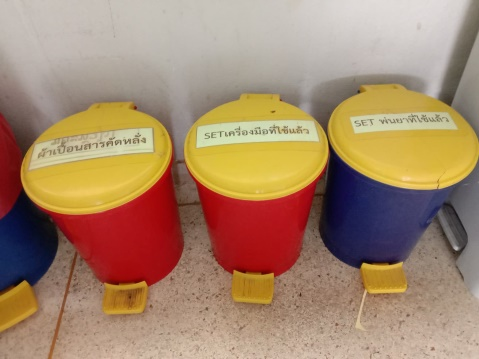 ผ้าเปื้อนสารคัดหลั่ง
SETเครื่องมือที่ใช้แล้ว
SET พ่นยาที่ใช้แล้ว